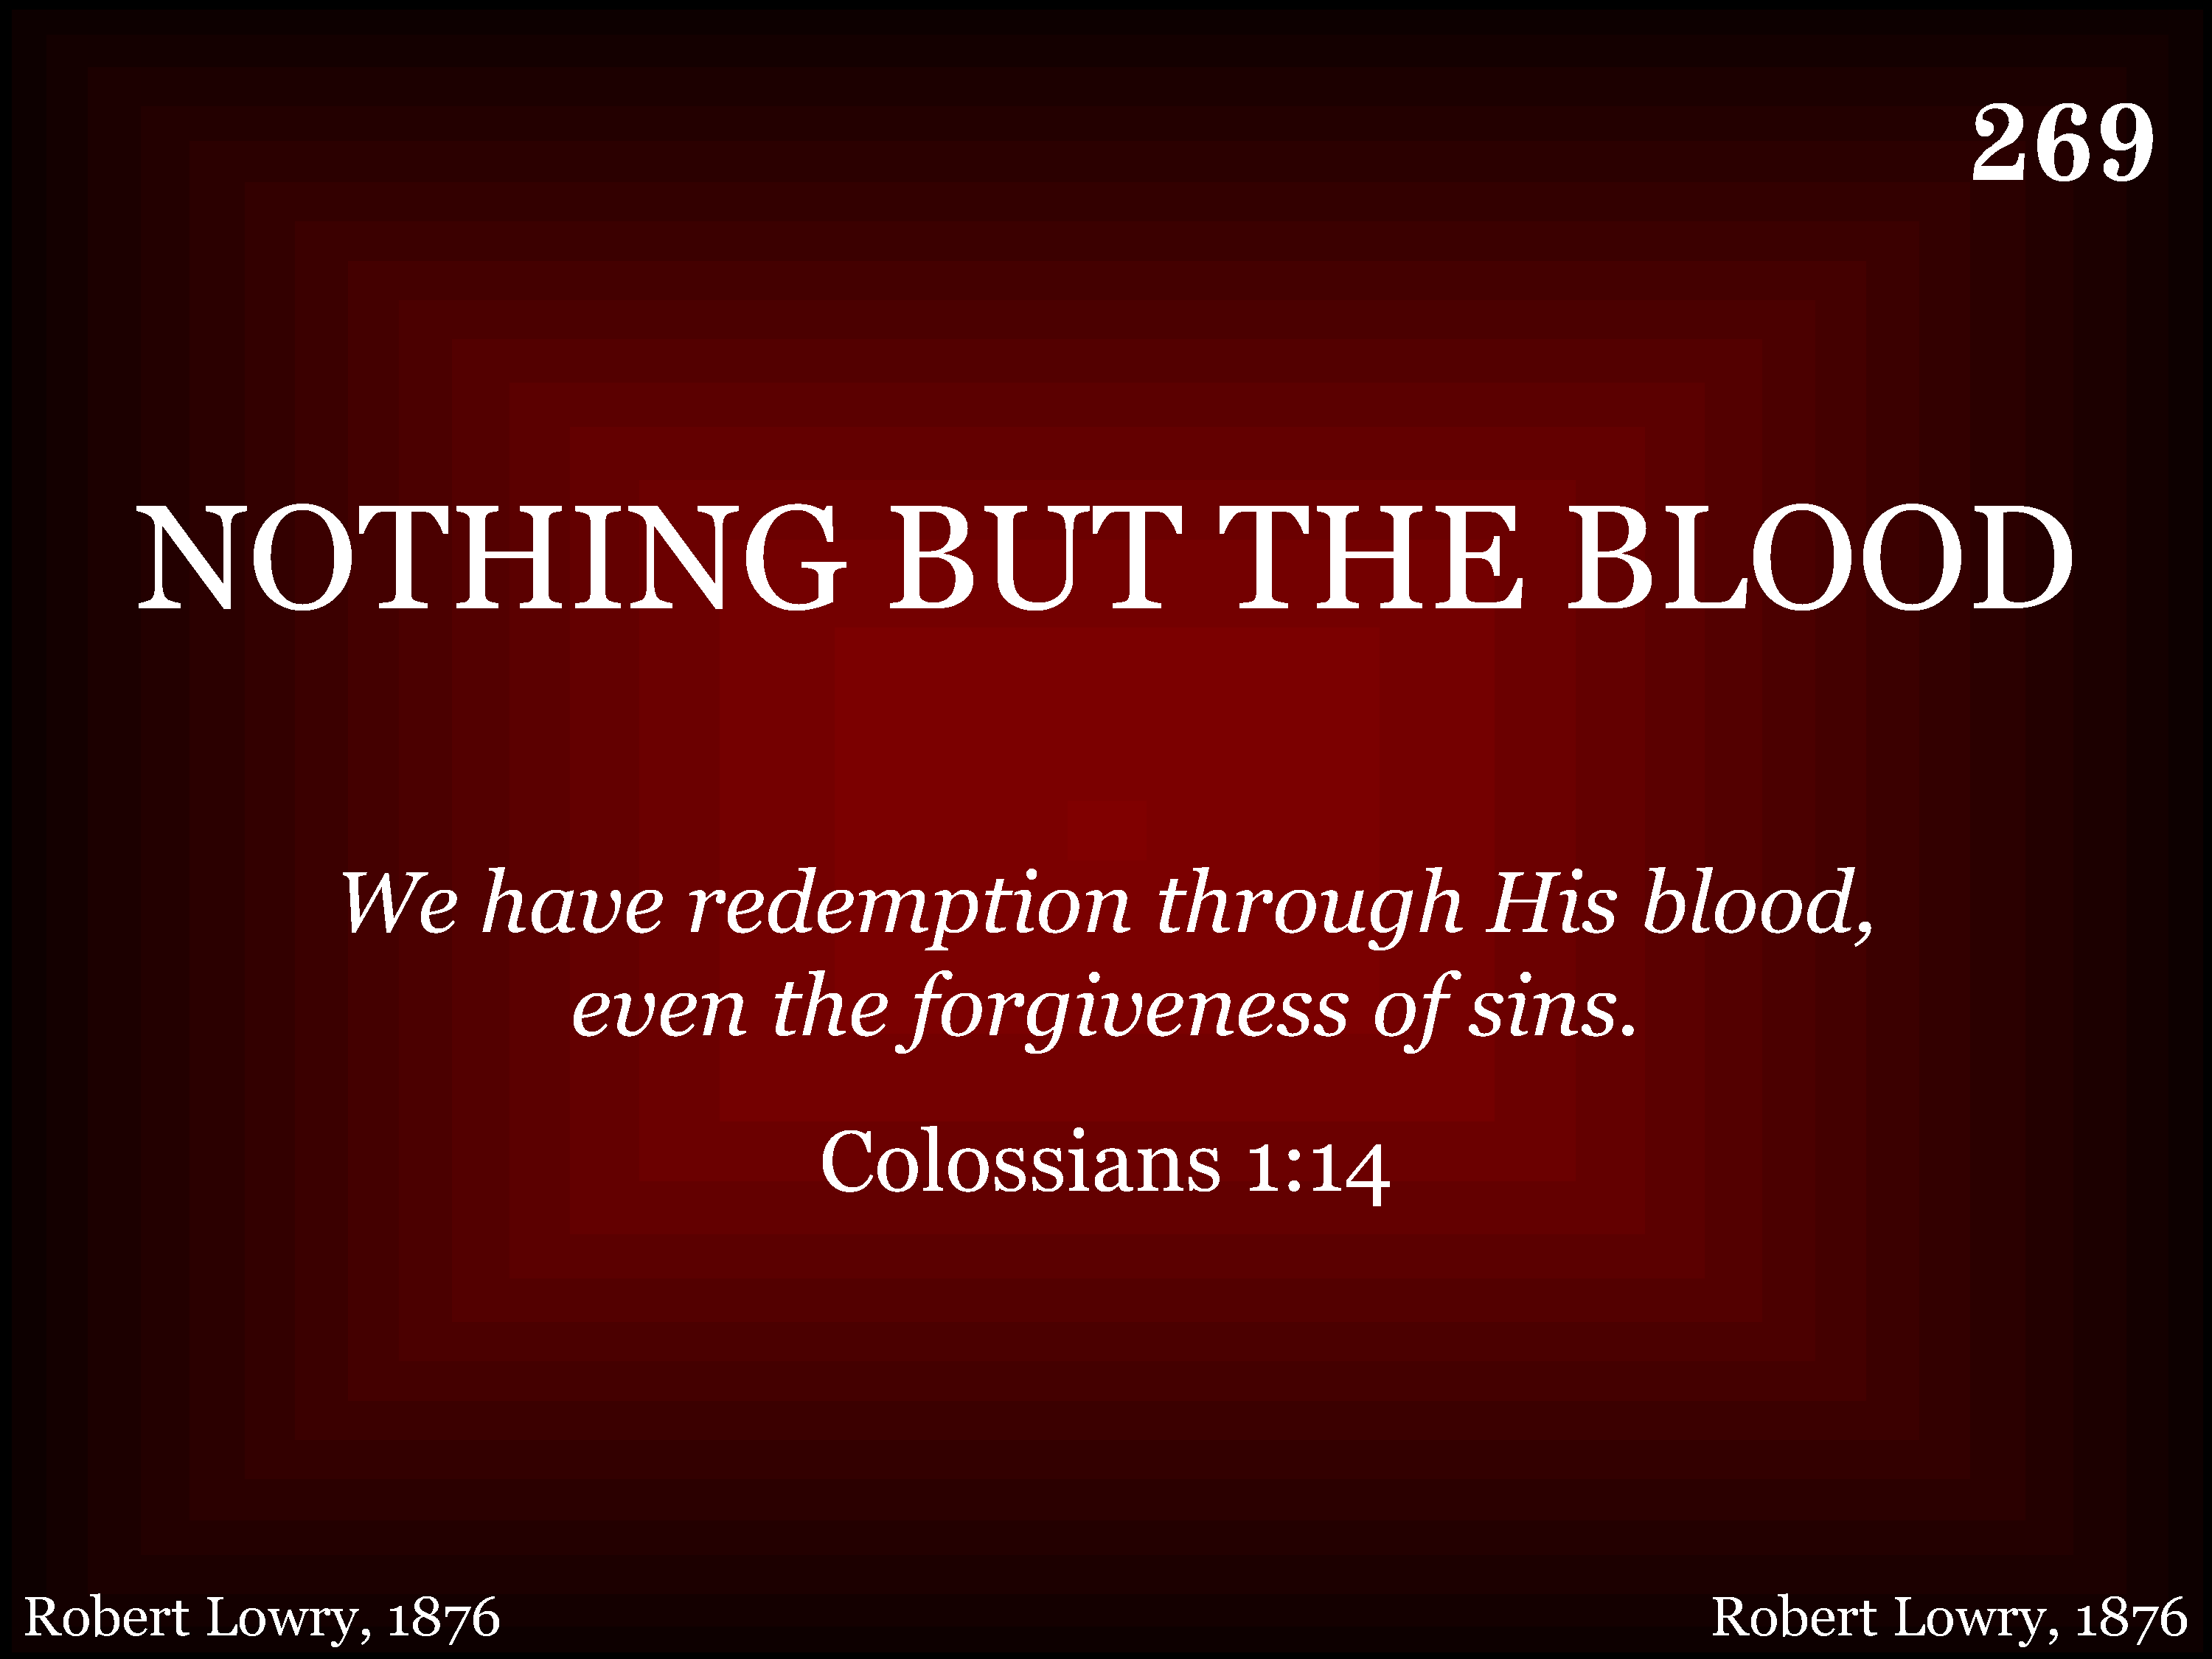 269
NOTHING BUT THE BLOOD
We have redemption through His blood,
even the forgiveness of sins.
Colossians 1:14
Robert Lowry, 1876
Robert Lowry, 1876